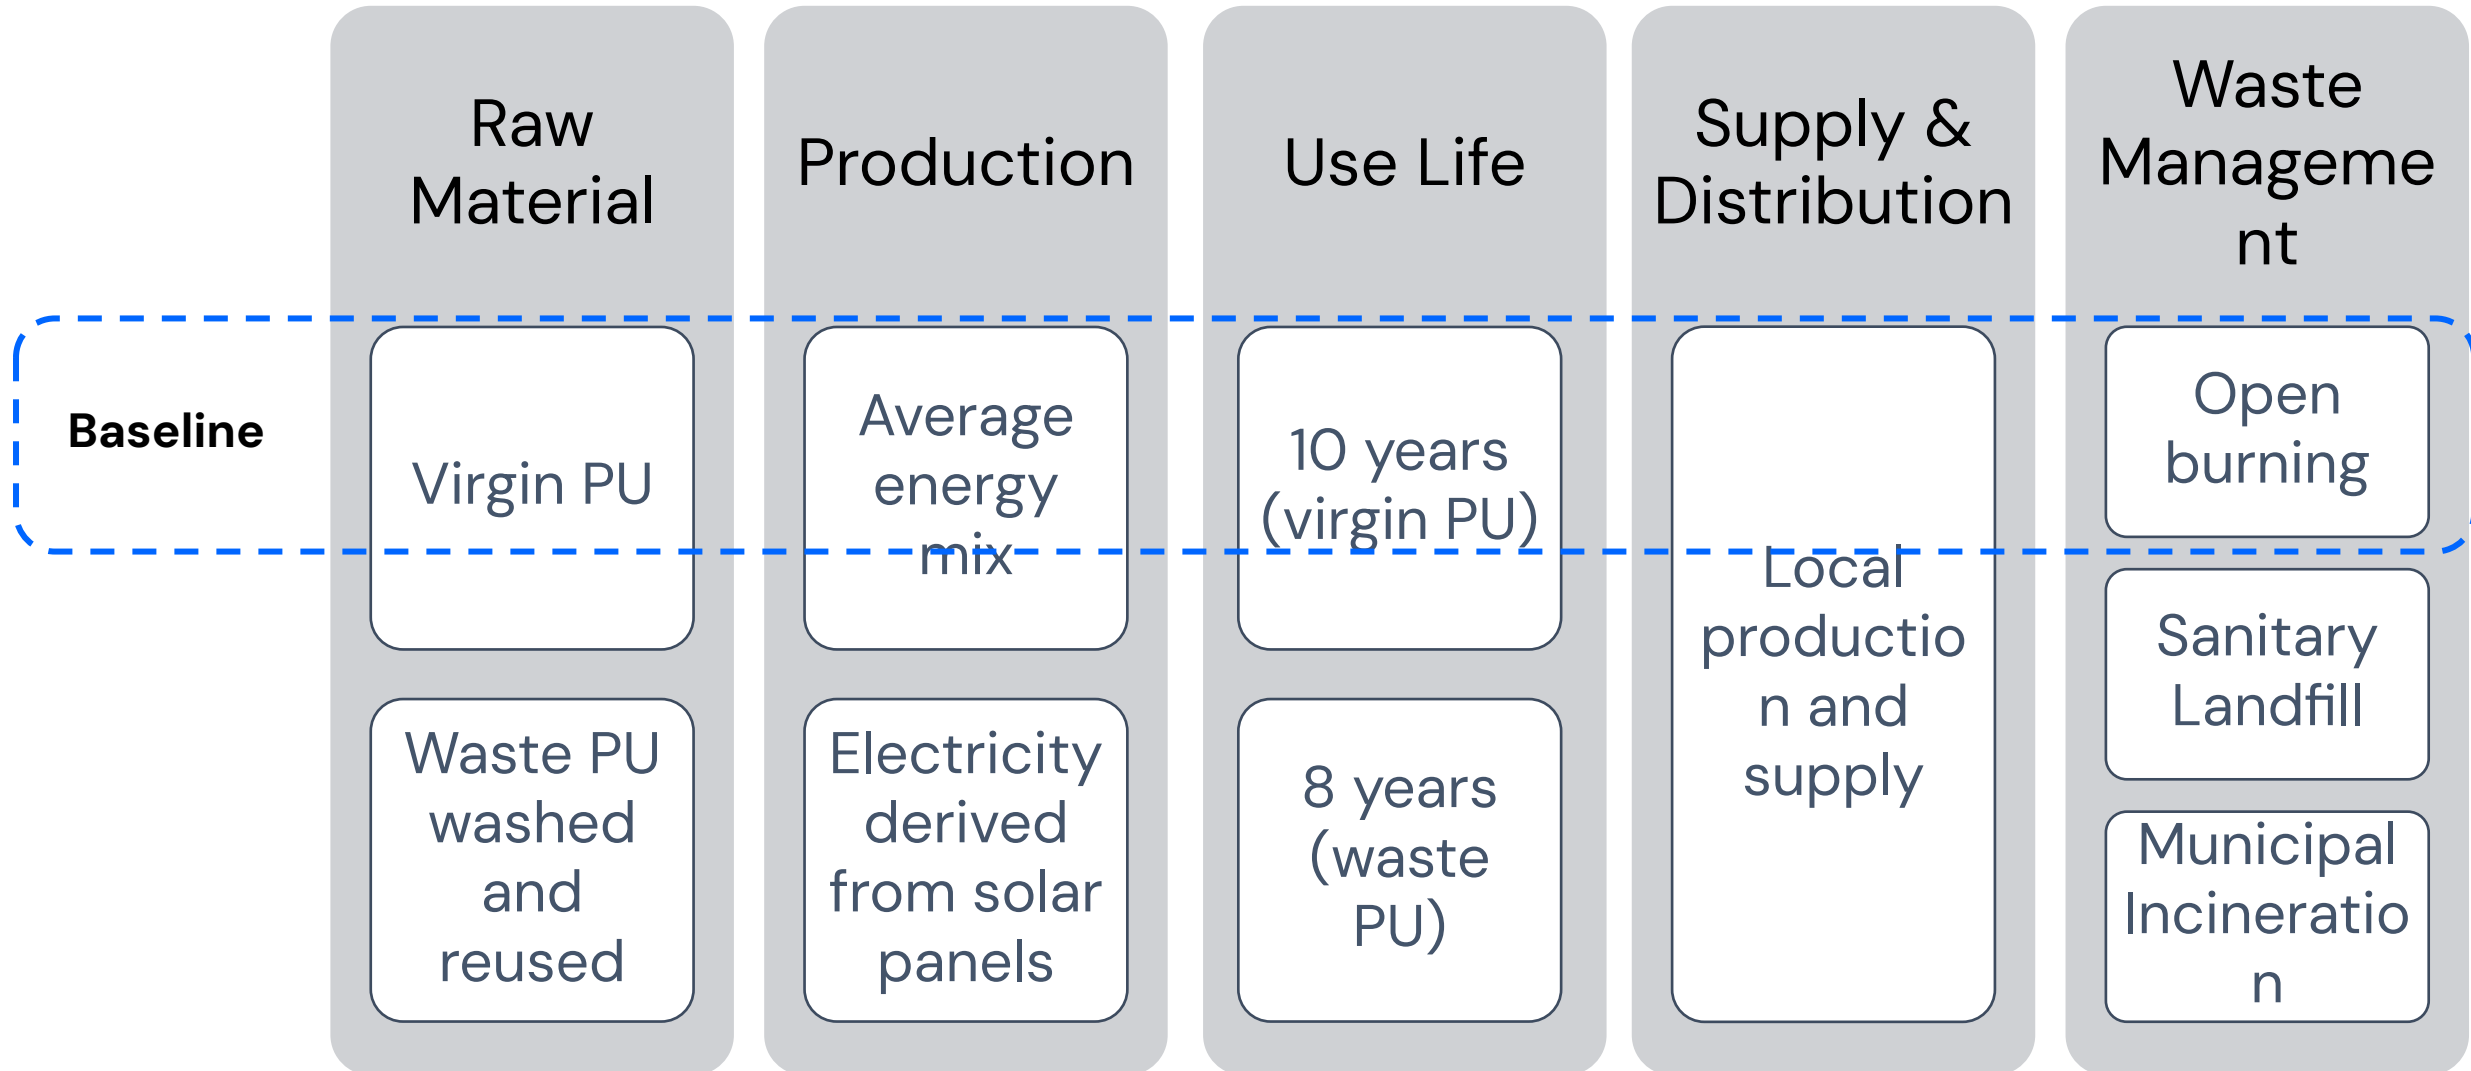 Raw
Material
Production
Use Life
Supply &
Distribution
Waste
Manageme
nt
Baseline
Virgin PU
Average
energy
mix
10 years
(virgin PU)
Local
productio
n and
supply
Open
burning
Sanitary
Landfill
Municipal
Incineratio
n
Waste PU
washed
and
reused
Electricity
derived
from solar
panels
8 years
(waste
PU)